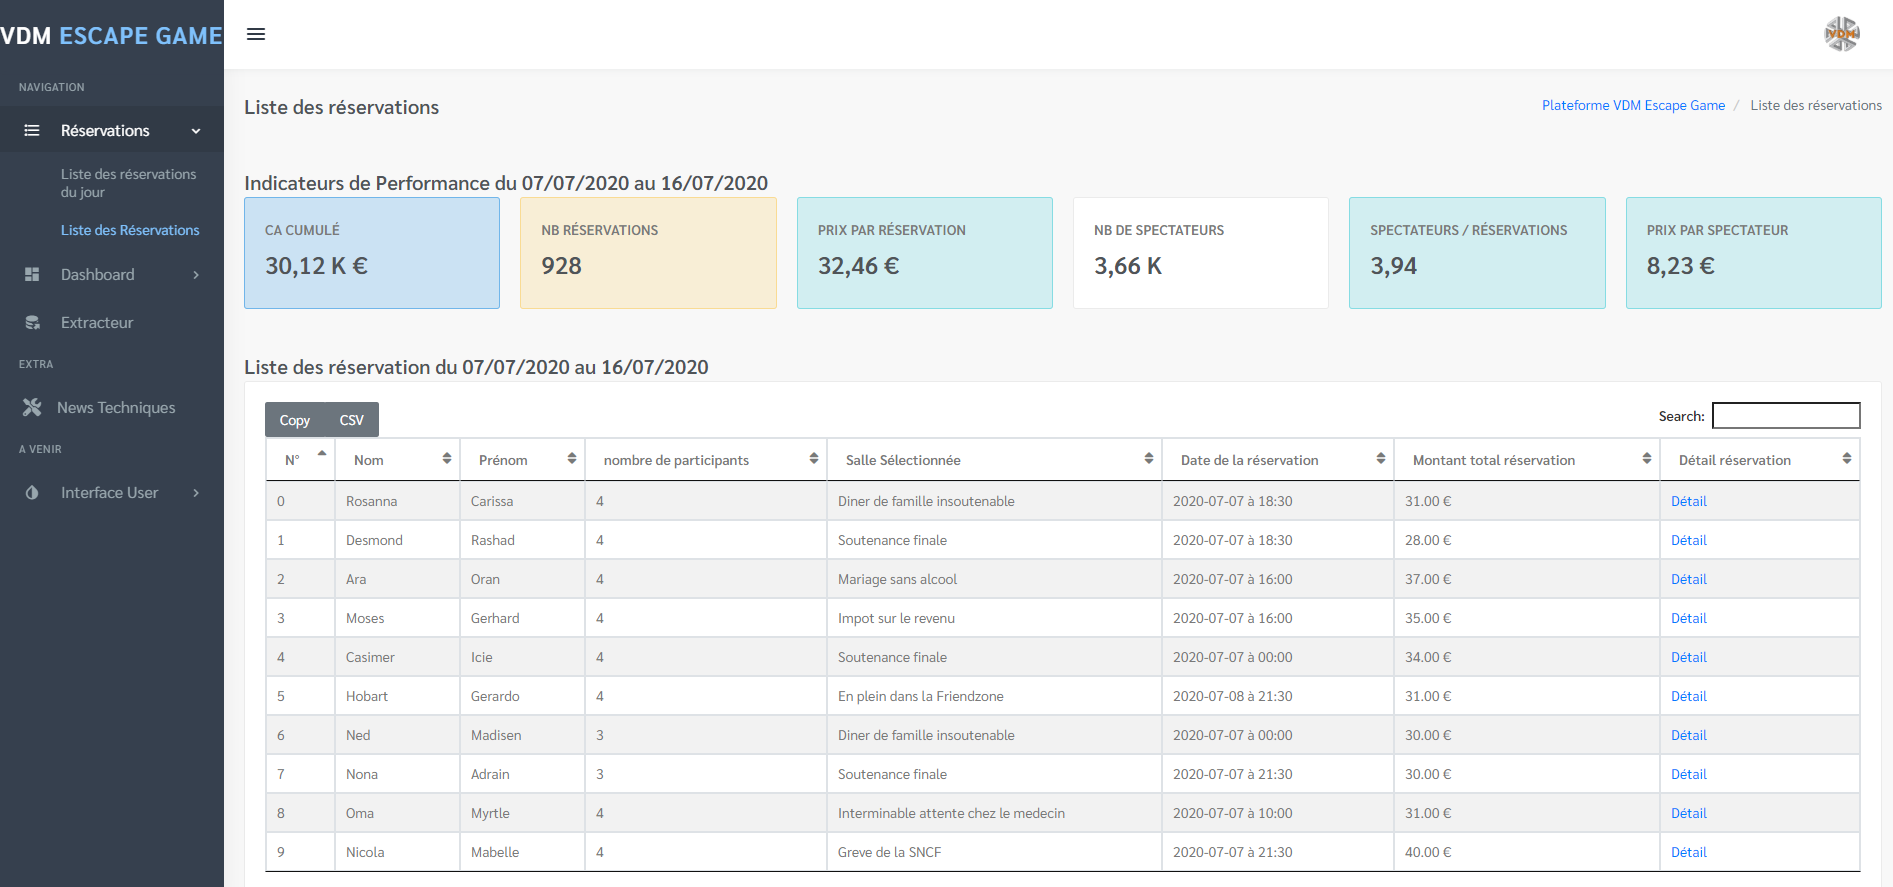 VDM ESCAPE GAME
NAVIGATION
Réservations
Liste des réservations
du jour
Liste des Réservations
Dashboard
Extracteur
EXTRA
News Techniques
A VENIR
Interface User
VDM
Liste des réservations
Plateforme VDM Escape Game / Liste des réservations
Indicateurs de Performance du 07/07/2020 au 16/07/2020
CA CUMULÉ
30,12 K €
NB RÉSERVATIONS
928
PRIX PAR RÉSERVATION
32,46 €
NB DE SPECTATEURS
3,66 K
SPECTATEURS / RÉSERVATIONS
3,94
PRIX PAR SPECTATEUR
8,23 €
Liste des réservation du 07/07/2020 au 16/07/2020
Copy CSV Search:
N° Nom Prénom nombre de participants Salle Sélectionnée Date de la réservation Montant total réservation Détail réservation
0 Rosanna Carissa 4 Diner de famille insoutenable 2020-07-07 à 18:30 31.00 € Détail
1 Desmond Rashad 4 Soutenance finale 2020-07-07 à 18:30 28.00 € Détail
2 Ara Oran 4 Mariage sans alcool 2020-07-07 à 16:00 37.00 € Détail
3 Moses Gerhard 4 Impot sur le revenu 2020-07-07 à 16:00 35.00 € Détail
4 Casimer Icie 4 Soutenance finale 2020-07-07 à 00:00 34.00 € Détail
5 Hobart Gerardo 4 En plein dans la Friendzone 2020-07-08 à 21:30 31.00 € Détail
6 Ned Madisen 3 Diner de famille insoutenable 2020-07-07 à 00:00 30.00 € Détail
7 Nona Adrain 3 Soutenance finale 2020-07-07 à 21:30 30.00 € Détail
8 Oma Myrtle 4 Interminable attente chez le medecin 2020-07-07 à 10:00 31.00 € Détail
9 Nicola Mabelle 4 Greve de la SNCF 2020-07-07 à 21:30 40.00 € Détail